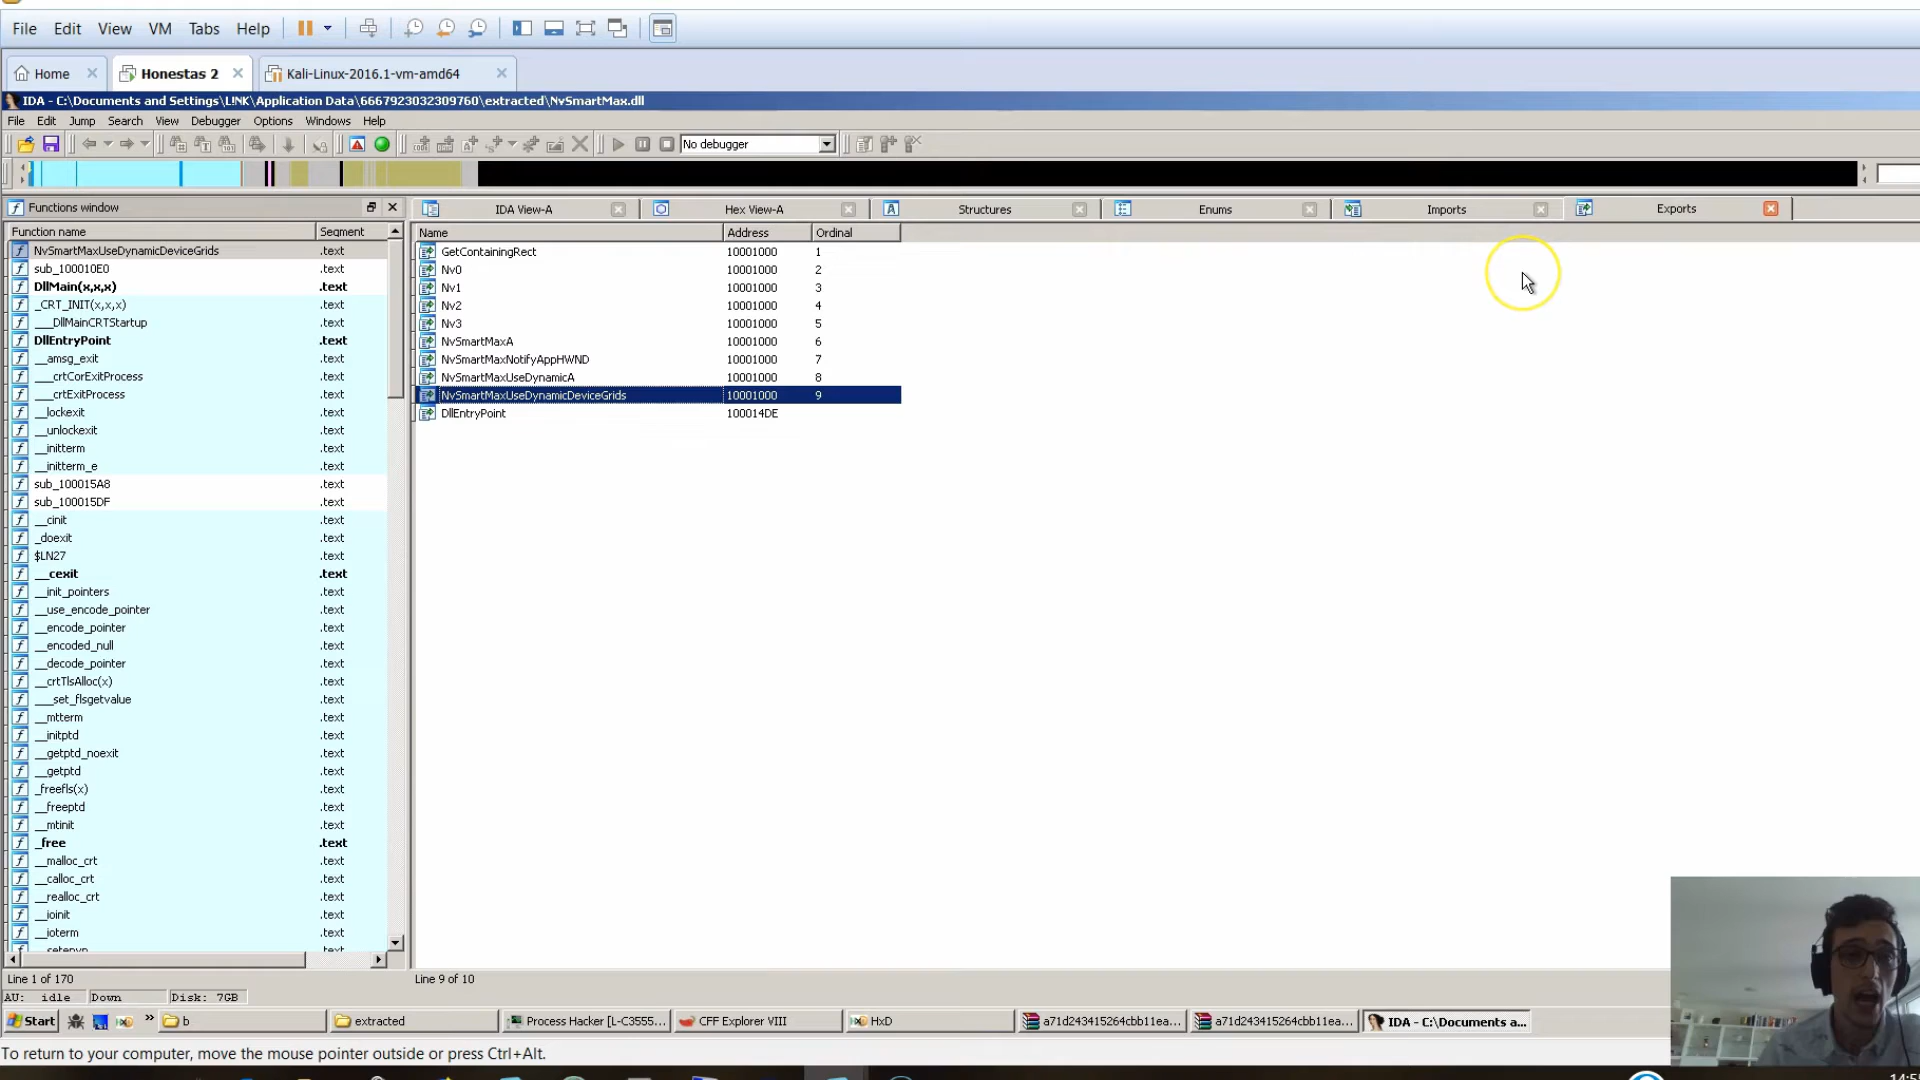 File Edit View VM Tabs Help
Home Honestas 2 Kali-Linux-2016.1-vm-amd64
IDA - C:\Documents and Settings\L!NK\Application Data\6667923032309760\extracted\NvSmartMax.dll
File Edit Jump Search View Debugger Options Windows Help
No debugger
Functions window
IDA View-A Hex View-A Structures Enums Imports Exports
Function name Segment
Name Address Ordinal
NvSmartMaxUseDynamicDeviceGrids .text
sub_100010E0 .text
DllMain(x,x,x) .text
_CRT_INIT(x,x,x) .text
___DllMainCRTStartup .text
DllEntryPoint .text
__amsg_exit .text
___crtCorExitProcess .text
___crtExitProcess .text
__lockexit .text
__unlockexit .text
__initterm .text
__initterm_e .text
sub_100015A8 .text
sub_100015DF .text
__cinit .text
_doexit .text
$LN27 .text
__cexit .text
__init_pointers .text
__use_encode_pointer .text
__encode_pointer .text
__encoded_null .text
__decode_pointer .text
__crtTlsAlloc(x) .text
___set_flsgetvalue .text
__mtterm .text
__initptd .text
__getptd_noexit .text
__getptd .text
_freefls(x) .text
__freeptd .text
__mtinit .text
_free .text
__malloc_crt .text
__calloc_crt .text
__realloc_crt .text
__ioinit .text
__ioterm .text
__setenvp .text
GetContainingRect 10001000 1
Nv0 10001000 2
Nv1 10001000 3
Nv2 10001000 4
Nv3 10001000 5
NvSmartMaxA 10001000 6
NvSmartMaxNotifyAppHWND 10001000 7
NvSmartMaxUseDynamicA 10001000 8
NvSmartMaxUseDynamicDeviceGrids 10001000 9
DllEntryPoint 100014DE
Line 1 of 170
Line 9 of 10
AU: idle Down Disk: 7GB
Start » b extracted Process Hacker [L-C3555... CFF Explorer VIII HxD a71d243415264cbb11ea... a71d243415264cbb11ea... IDA - C:\Documents a...
To return to your computer, move the mouse pointer outside or press Ctrl+Alt.